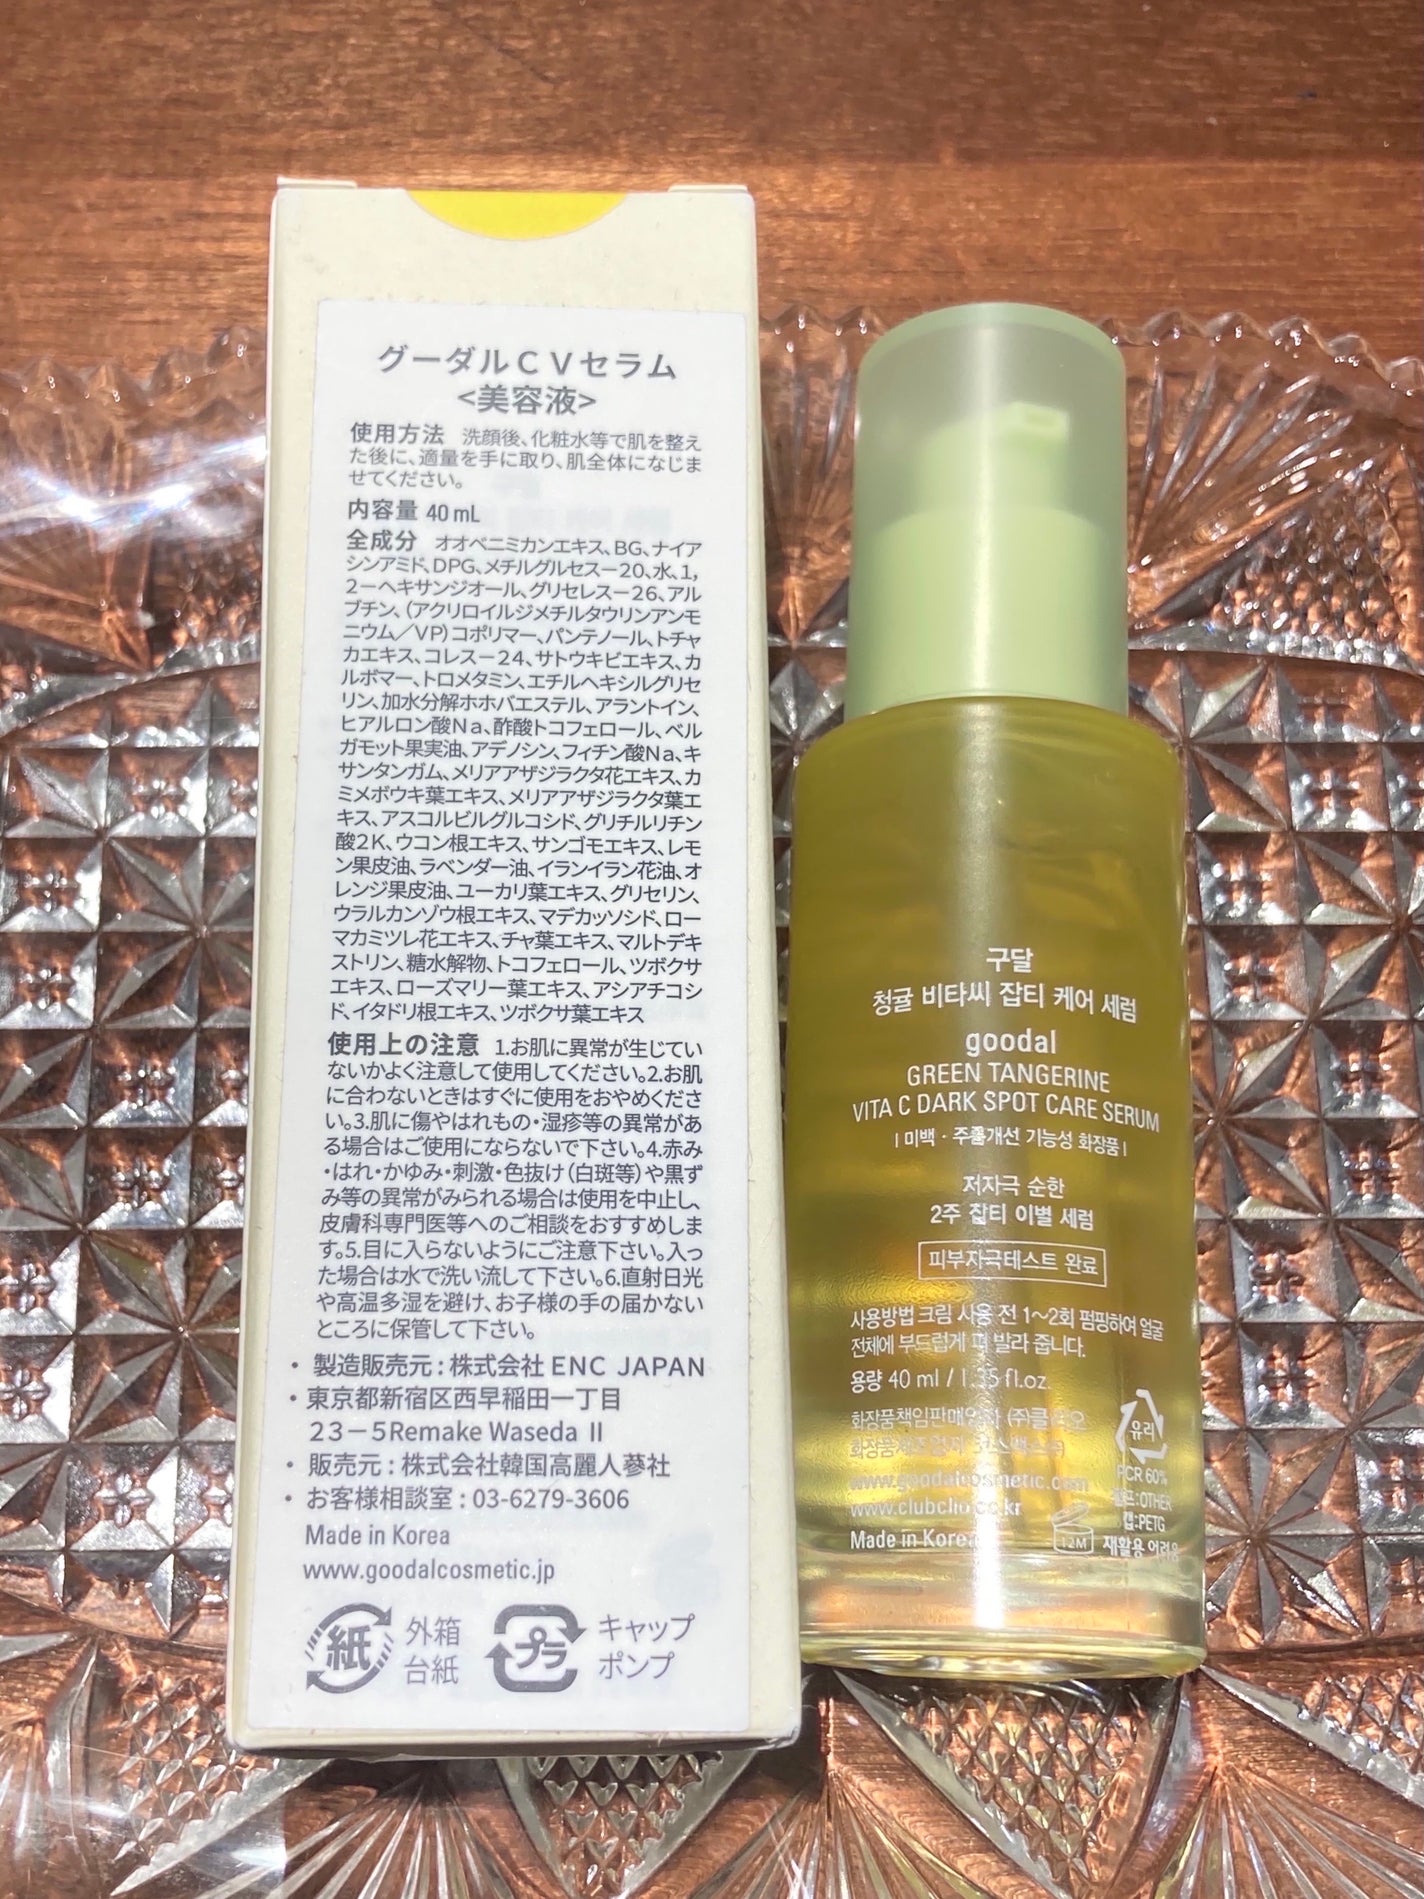 グーダルＣＶセラム
<美容液>
使用方法 洗顔後、化粧水等で肌を整え
た後に、適量を手に取り、肌全体になじま
せてください。
内容量 40 mL
全成分 オオベニミカンエキス、BG、ナイア
シンアミド、DPG、メチルグルセス－20、水、1,
2－ヘキサンジオール、グリセレス－26、アル
ブチン、（アクリロイルジメチルタウリンアンモ
ニウム／VP）コポリマー、パンテノール、トチャ
カエキス、コレス－24、サトウキビエキス、カ
ルボマー、トロメタミン、エチルヘキシルグリセ
リン、加水分解ホホバエステル、アラントイン、
ヒアルロン酸Ｎａ、酢酸トコフェロール、ベル
ガモット果実油、アデノシン、フィチン酸Ｎａ、キ
サンタンガム、メリアアザジラクタ花エキス、カ
ミメボウキ葉エキス、メリアアザジラクタ葉エ
キス、アスコルビルグルコシド、グリチルリチン
酸2Ｋ、ウコン根エキス、サンゴモエキス、レモ
ン果皮油、ラベンダー油、イランイラン花油、オ
レンジ果皮油、ユーカリ葉エキス、グリセリン、
ウラルカンゾウ根エキス、マデカッソシド、ロー
マカミツレ花エキス、チャ葉エキス、マルトデキ
ストリン、糖水解物、トコフェロール、ツボクサ
エキス、ローズマリー葉エキス、アシアチコシ
ド、イタドリ根エキス、ツボクサ葉エキス
使用上の注意 1.お肌に異常が生じてい
ないかよく注意して使用してください。2.お肌
に合わないときはすぐに使用をおやめくださ
い。3.肌に傷やはれもの・湿疹等の異常があ
る場合はご使用にならないで下さい。4.赤み
・はれ・かゆみ・刺激・色抜け（白斑等）や黒ず
み等の異常がみられる場合は使用を中止し、
皮膚科専門医等へのご相談をおすすめしま
す。5.目に入らないようにご注意下さい。入っ
た場合は水で洗い流して下さい。6.直射日光
や高温多湿を避け、お子様の手の届かない
ところに保管して下さい。
・製造販売元：株式会社 ENC JAPAN
・東京都新宿区西早稲田一丁目
２３－５Remake Waseda Ⅱ
・販売元：株式会社韓国高麗人蔘社
・お客様相談室：03-6279-3606
Made in Korea
www.goodalcosmetic.jp
紙 外箱 台紙
プラ キャップ ポンプ
구달
청귤 비타씨 잡티 케어 세럼
goodal
GREEN TANGERINE
VITA C DARK SPOT CARE SERUM
| 미백 · 주름개선 기능성 화장품 |
저자극 순한
2주 잡티 이별 세럼
피부자극테스트 완료
사용방법 크림 사용 전 1~2회 펌핑하여 얼굴
전체에 부드럽게 펴 발라 줍니다.
용량 40 ml / 1.35 fl.oz.
화장품책임판매업자 (주)클리오
www.goodalcosmetic.com
www.clubclio.co.kr
Made in Korea
12M
유리
PCR 60%
펌프:OTHER
캡:PETG
재활용 어려움